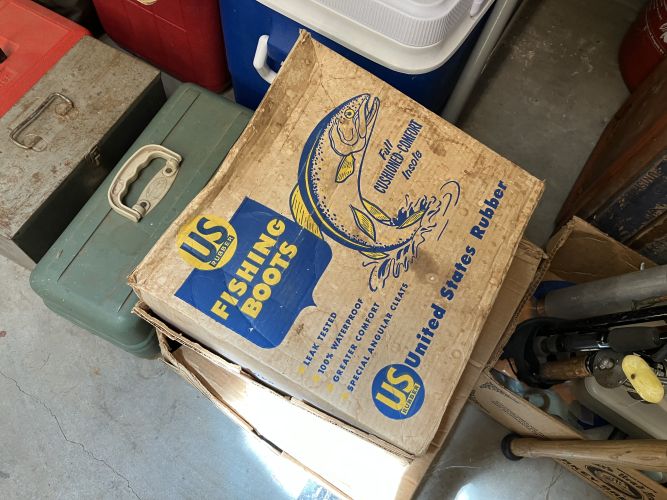 US
RUBBER
FISHING
BOOTS
Full
CUSHIONED-COMFORT
Insole
LEAK TESTED
100% WATERPROOF
GREATER COMFORT
SPECIAL ANGULAR CLEATS
US
RUBBER
United States Rubber